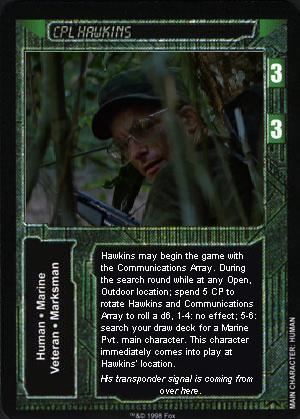 CPL HAWKINS
3
3
Human • Marine
Veteran • Marksman
Hawkins may begin the game with
the Communications Array. During
the search round while at any Open,
Outdoor location; spend 5 CP to
rotate Hawkins and Communications
Array to roll a d6, 1-4: no effect; 5-6:
search your draw deck for a Marine
Pvt. main character. This character
immediately comes into play at
Hawkins' location.
His transponder signal is coming from
over here.
MAIN CHARACTER: HUMAN
™&© 1998 Fox